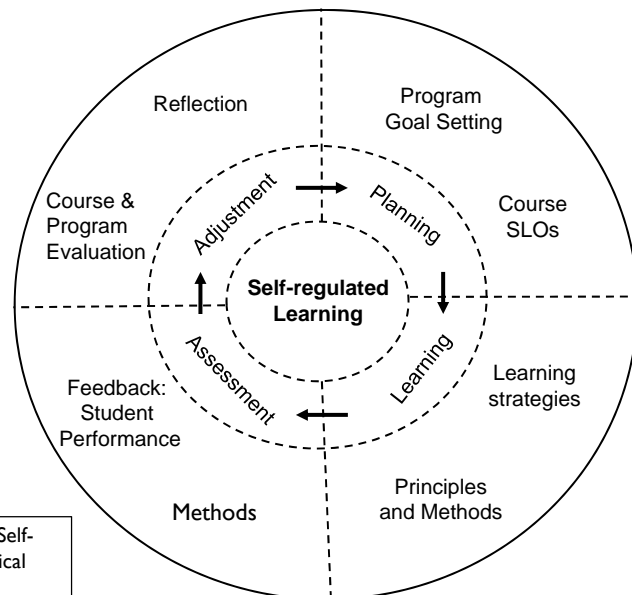 Reflection
Program
Goal Setting
Course &
Program
Evaluation
Adjustment
Planning
Course
SLOs
Self-regulated
Learning
Feedback:
Student
Performance
Assessment
Learning
Learning
strategies
Methods
Principles
and Methods
Self-
ical